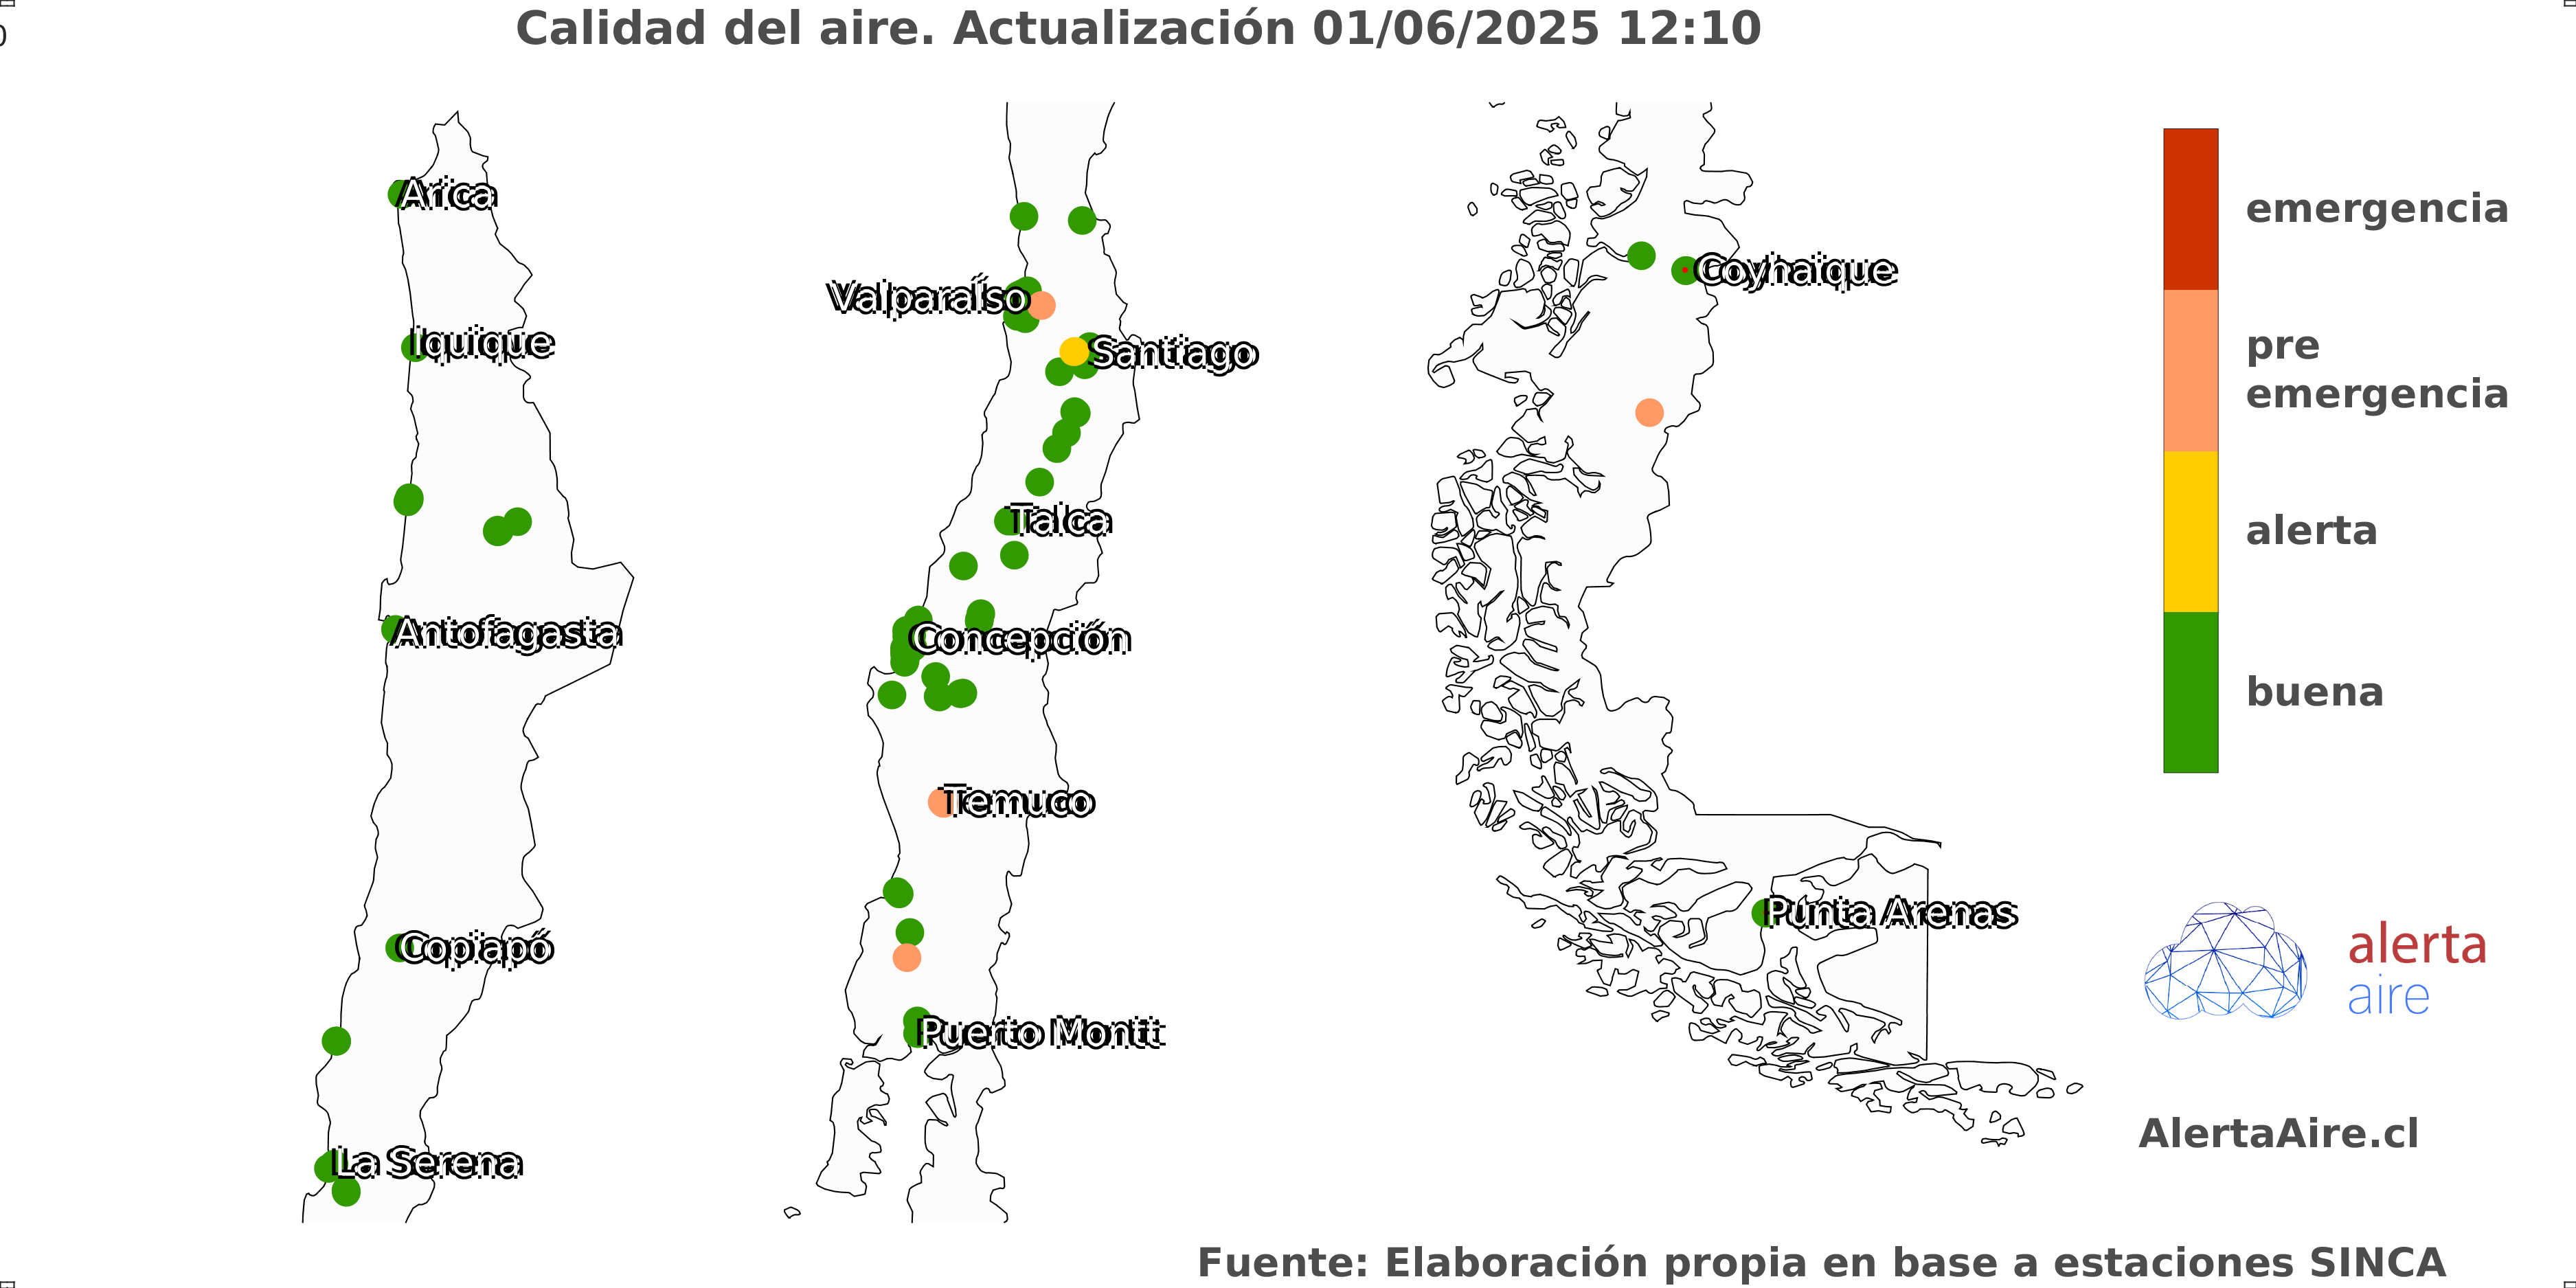 Calidad del aire. Actualización 01/06/2025 12:10
0
Arica
Iquique
Antofagasta
Copiapó
La Serena
Valparaíso
Santiago
Talca
Concepción
Temuco
Puerto Montt
Coyhaique
Punta Arenas
emergencia
pre
emergencia
alerta
buena
alerta
aire
AlertaAire.cl
Fuente: Elaboración propia en base a estaciones SINCA